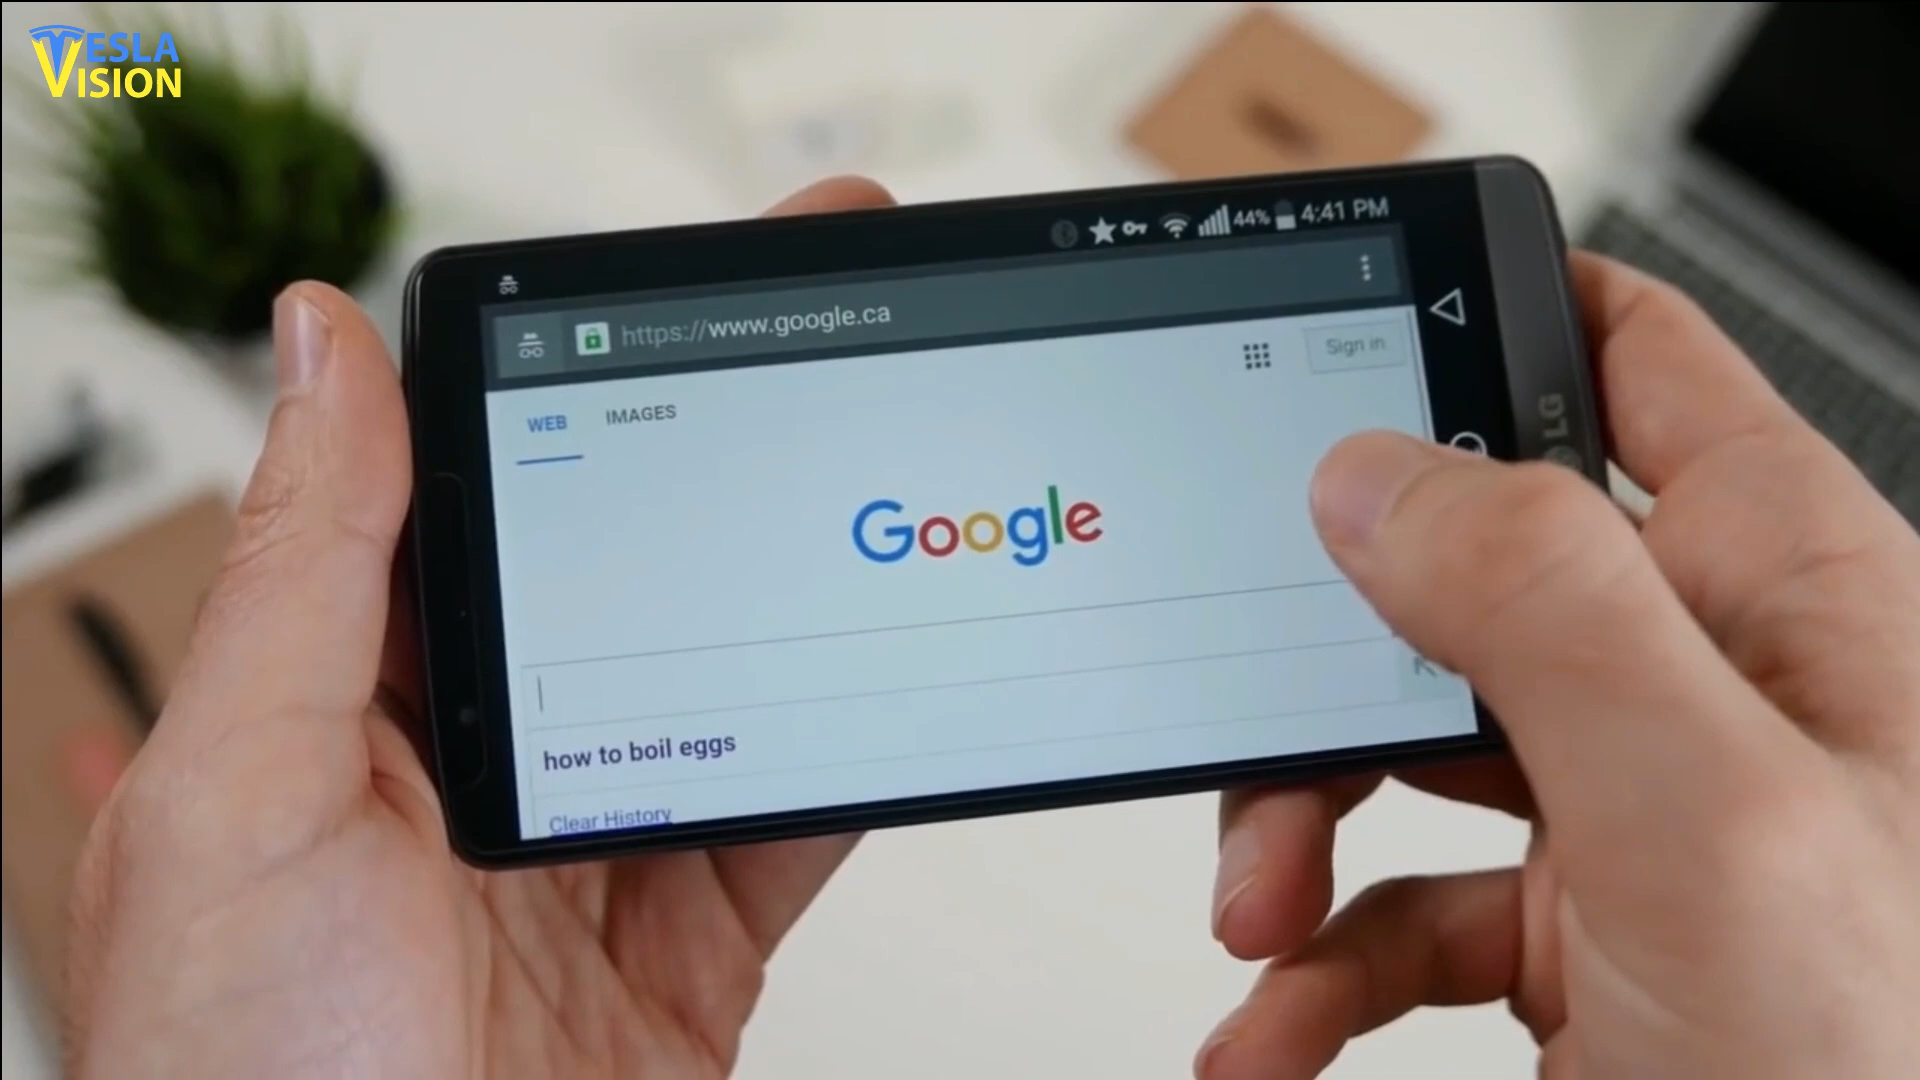 TESLA
VISION
44% 4:41 PM
https://www.google.ca
Sign in
WEB IMAGES
Google
how to boil eggs
Clear History
LG